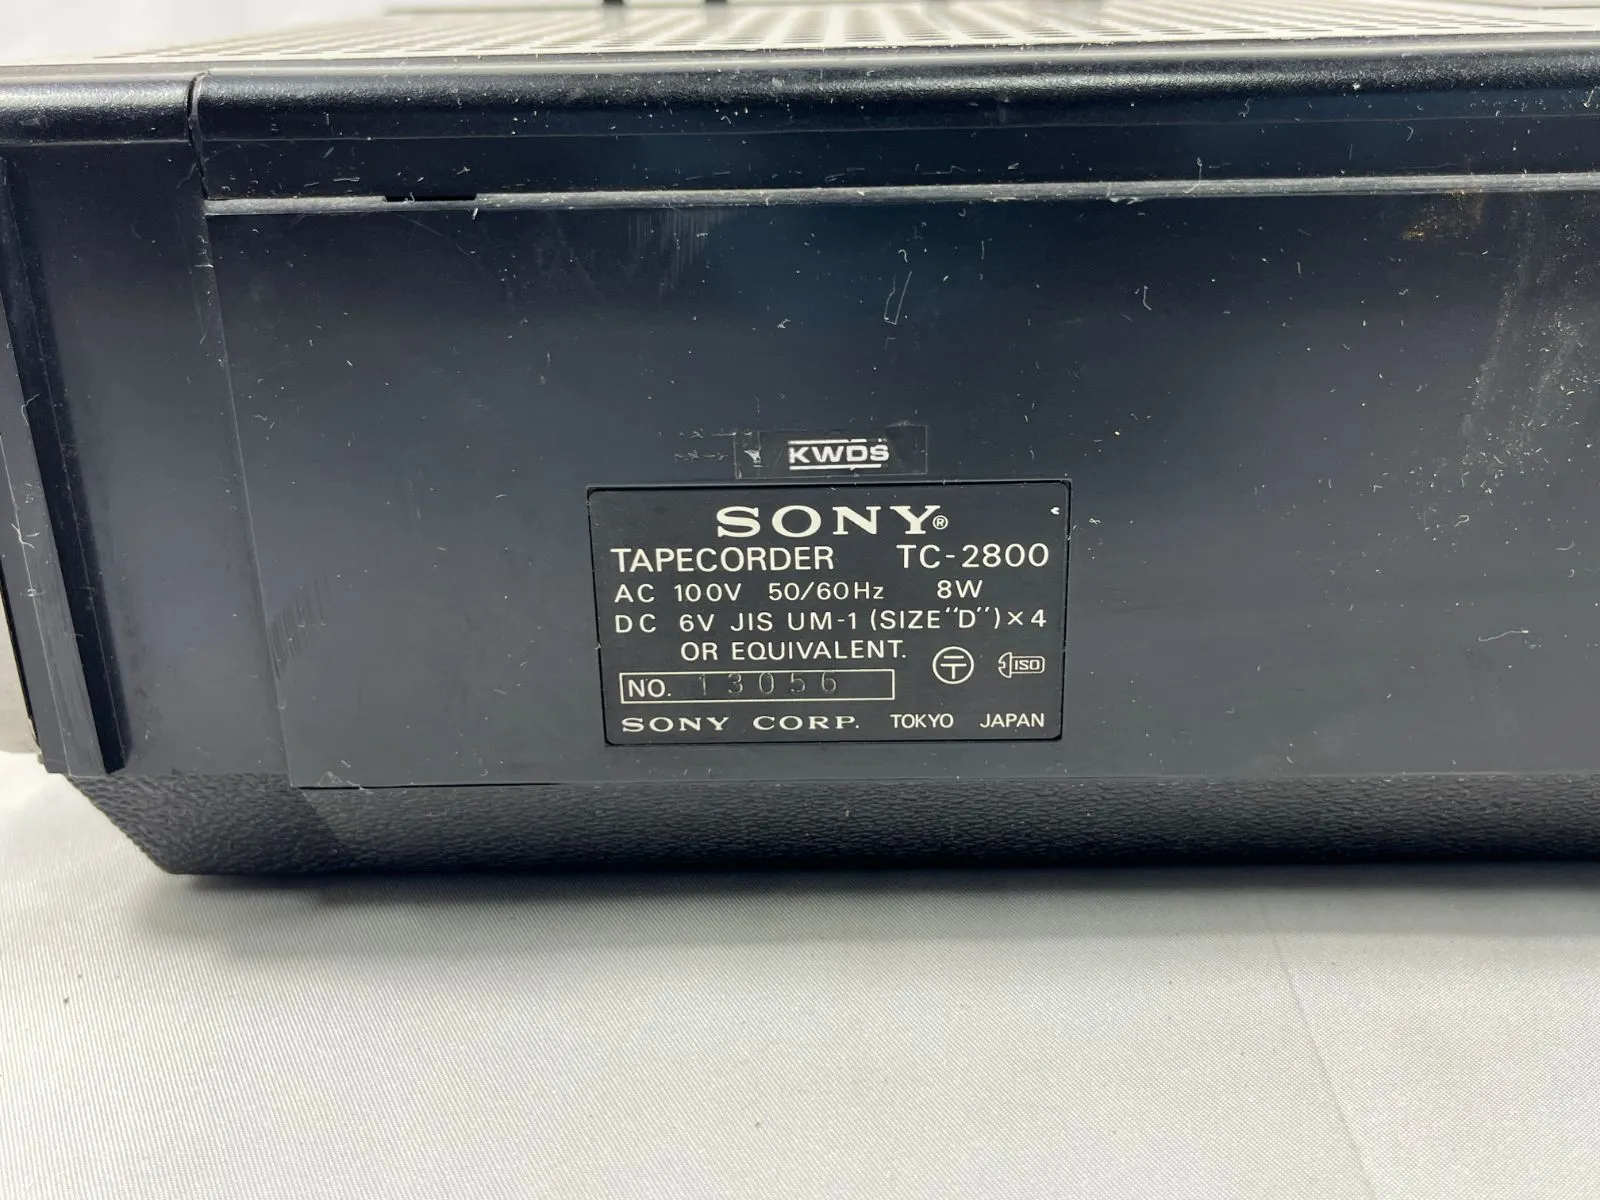 KWDS
SONY®
TAPECORDER TC-2800
AC 100V 50/60Hz 8W
DC 6V JIS UM-1 (SIZE "D") × 4
OR EQUIVALENT.
〒 ISO
NO. 13056
SONY CORP. TOKYO JAPAN